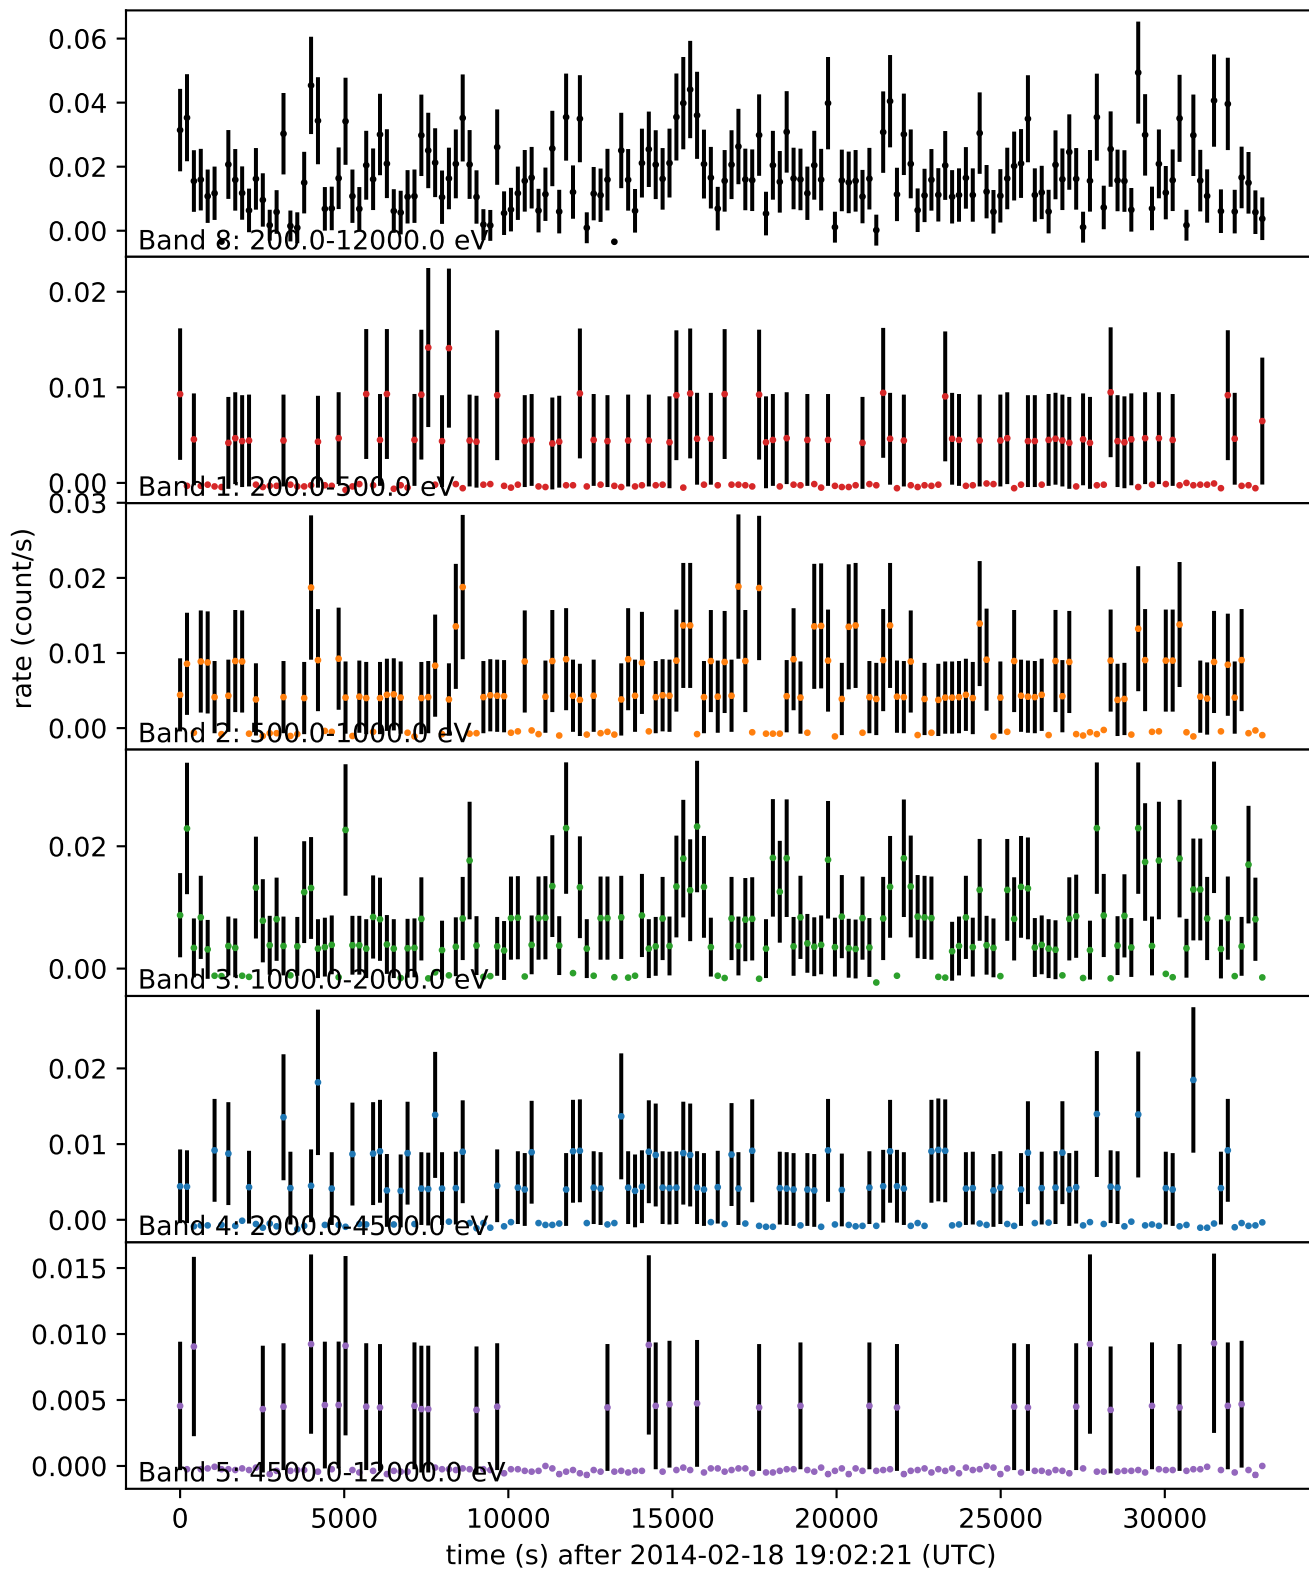 0.06
0.04
0.02
0.00
Band 8: 200.0-12000.0 eV
0.02
0.01
0.00
Band 1: 200.0-500.0 eV
0.03
0.02
0.01
0.00
Band 2: 500.0-1000.0 eV
rate (count/s)
0.02
0.00
Band 3: 1000.0-2000.0 eV
0.02
0.01
0.00
Band 4: 2000.0-4500.0 eV
0.015
0.010
0.005
0.000
Band 5: 4500.0-12000.0 eV
0 5000 10000 15000 20000 25000 30000
time (s) after 2014-02-18 19:02:21 (UTC)